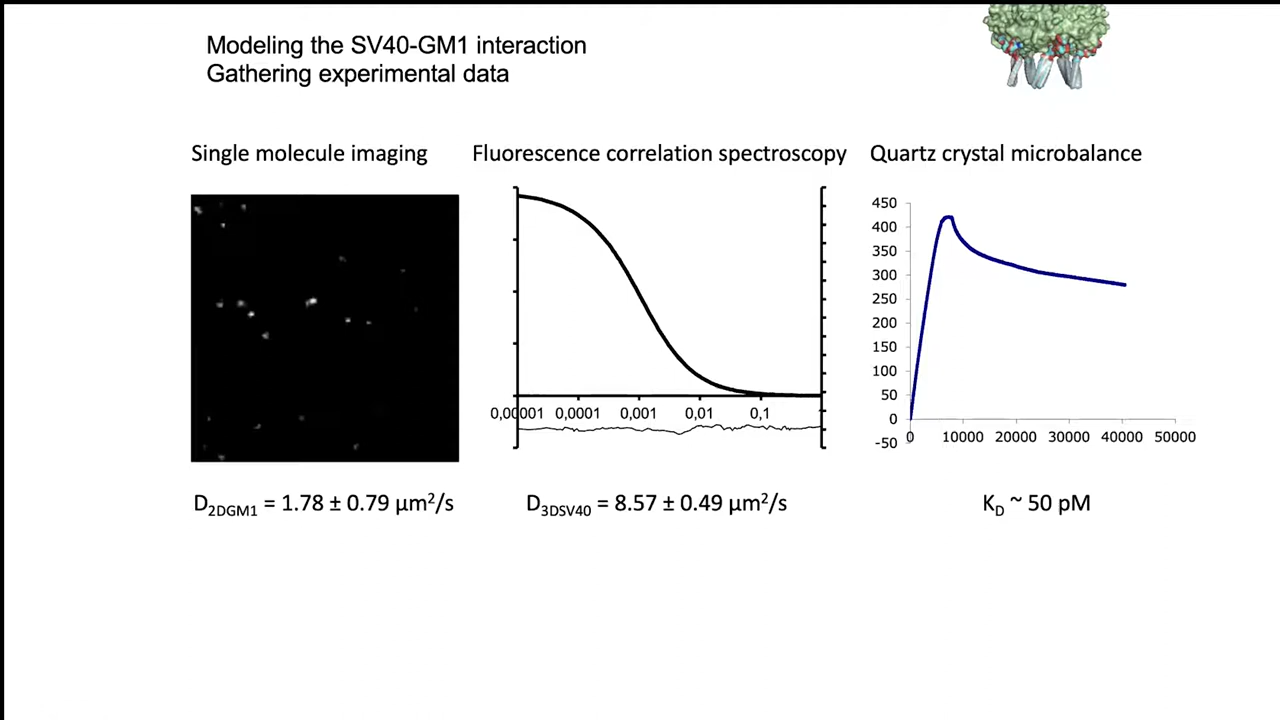 Modeling the SV40-GM1 interaction
Gathering experimental data
Single molecule imaging
Fluorescence correlation spectroscopy
0,00001 0,0001 0,001 0,01 0,1
Quartz crystal microbalance
450
400
350
300
250
200
150
100
50
0
-50
0 10000 20000 30000 40000 50000
D2DGM1 = 1.78 ± 0.79 µm²/s
D3DSV40 = 8.57 ± 0.49 µm²/s
KD ~ 50 pM